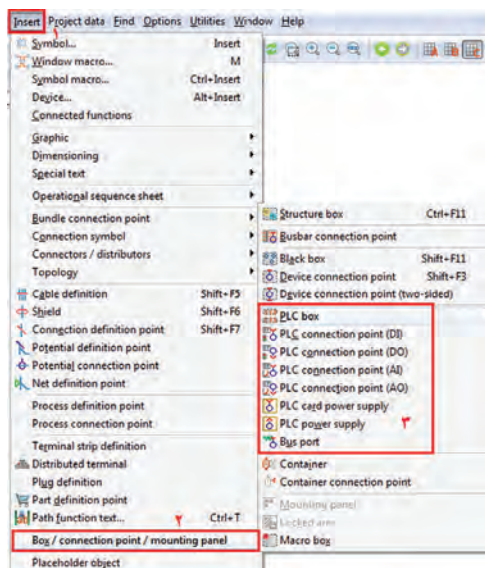 Insert Project data Find Options Utilities Window Help
۱
Symbol... Insert
Window macro... M
Symbol macro... Ctrl+Insert
Device... Alt+Insert
Connected functions
Graphic
Dimensioning
Special text
Operational sequence sheet
Bundle connection point
Connection symbol
Connectors / distributors
Topology
Cable definition Shift+F5
Shield Shift+F6
Connection definition point Shift+F7
Potential definition point
Potential connection point
Net definition point
Process definition point
Process connection point
Terminal strip definition
Distributed terminal
Plug definition
Part definition point
Path function text... Ctrl+T
۲
Box / connection point / mounting panel
Placeholder object
Structure box Ctrl+F11
Busbar connection point
Black box Shift+F11
Device connection point Shift+F3
Device connection point (two-sided)
PLC box
PLC connection point (DI)
PLC connection point (DO)
PLC connection point (AI)
PLC connection point (AO)
PLC card power supply
PLC power supply ۳
Bus port
Container
Container connection point
Mounting panel
Locked area
Macro box